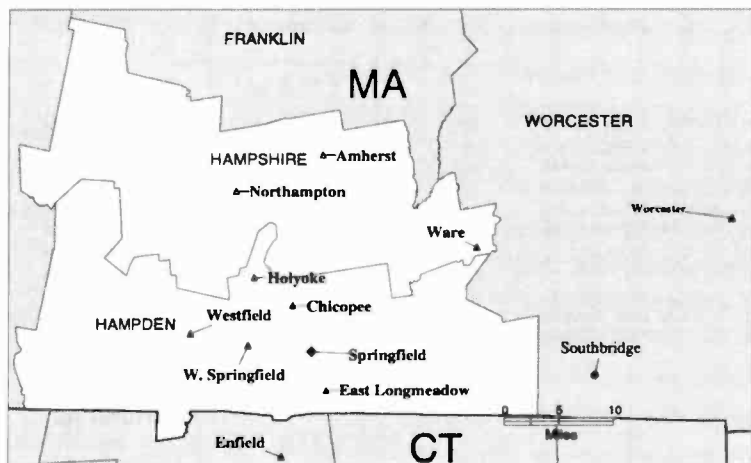 FRANKLIN
MA
WORCESTER
HAMPSHIRE
Amherst
Northampton
Worcester
Ware
Holyoke
Chicopee
HAMPDEN
Westfield
Springfield
Southbridge
W. Springfield
East Longmeadow
0 5 10
Miles
Enfield
CT